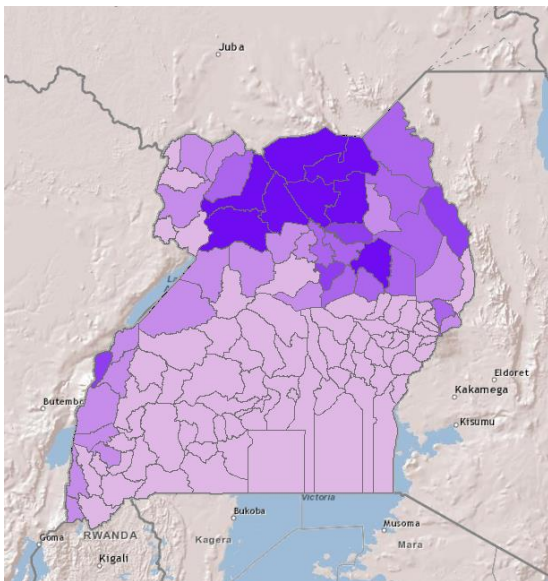 Juba
Eldoret
Kakamega
Butembo
Kisumu
Victoria
Bukoba
Musoma
Goma
RWANDA
Kagera
Mara
Kigali